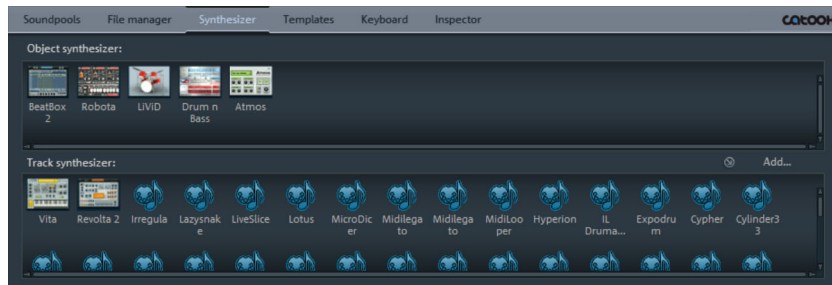 Soundpools File manager Synthesizer Templates Keyboard Inspector catooh
Object synthesizer:
BeatBox Robota LiViD Drum n Atmos
2 Bass
Track synthesizer: Add...
Vita Revolta 2 Irregula Lazysnak LiveSlice Lotus MicroDic Midilega Midilega MidiLoo Hyperion IL Expodru Cypher Cylinder3
e er to to per Druma... m 3